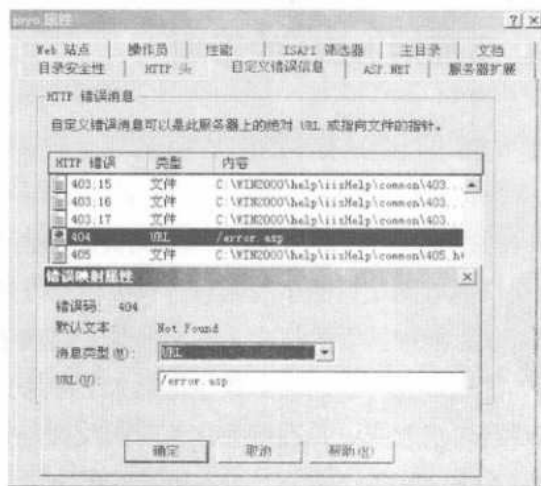 joyo 属性
Web 站点 操作员 性能 ISAPI 筛选器 主目录 文档
目录安全性 HTTP 头 自定义错误信息 ASP.NET 服务器扩展
HTTP 错误消息
自定义错误消息可以是此服务器上的绝对 URL 或指向文件的指针。
HTTP 错误 类型 内容
403;15 文件 C:\WIN2000\help\iisHelp\common\403...
403;16 文件 C:\WIN2000\help\iisHelp\common\403...
403;17 文件 C:\WIN2000\help\iisHelp\common\403...
404 URL /error.asp
405 文件 C:\WIN2000\help\iisHelp\common\405.ht
错误映射属性
错误码: 404
默认文本: Not Found
消息类型(M): URL
URL(U): /error.asp
确定 取消 帮助(H)